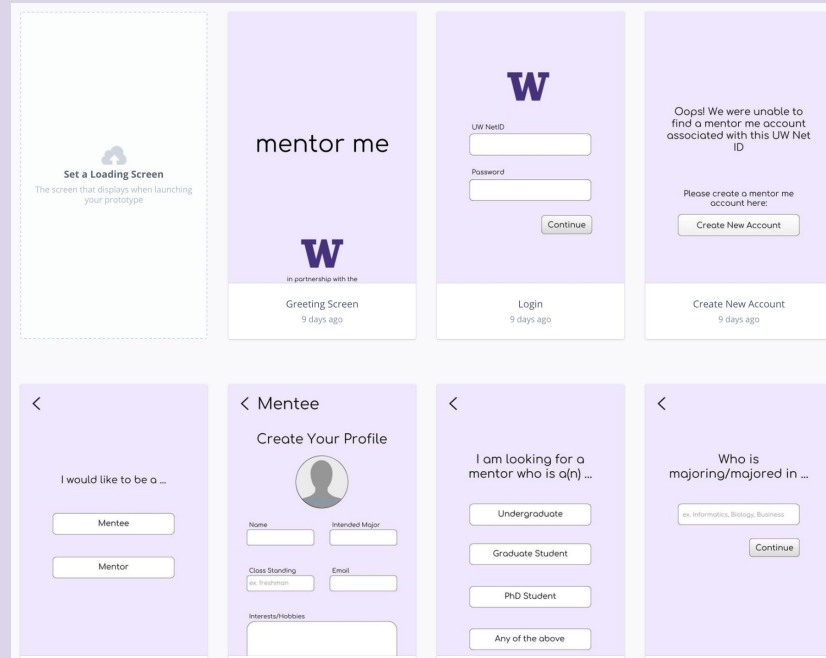 Set a Loading Screen
The screen that displays when launching
your prototype
mentor me
W
in partnership with the
Greeting Screen
9 days ago
W
UW NetID
Password
Continue
Login
9 days ago
Oops! We were unable to
find a mentor me account
associated with this UW Net
ID
Please create a mentor me
account here:
Create New Account
Create New Account
9 days ago
I would like to be a ...
Mentee
Mentor
< Mentee
Create Your Profile
Name
Intended Major
Class Standing
Email
ex. freshman
Interests/Hobbies
I am looking for a
mentor who is a(n) ...
Undergraduate
Graduate Student
PhD Student
Any of the above
Who is
majoring/majored in ...
ex. Informatics, Biology, Business
Continue